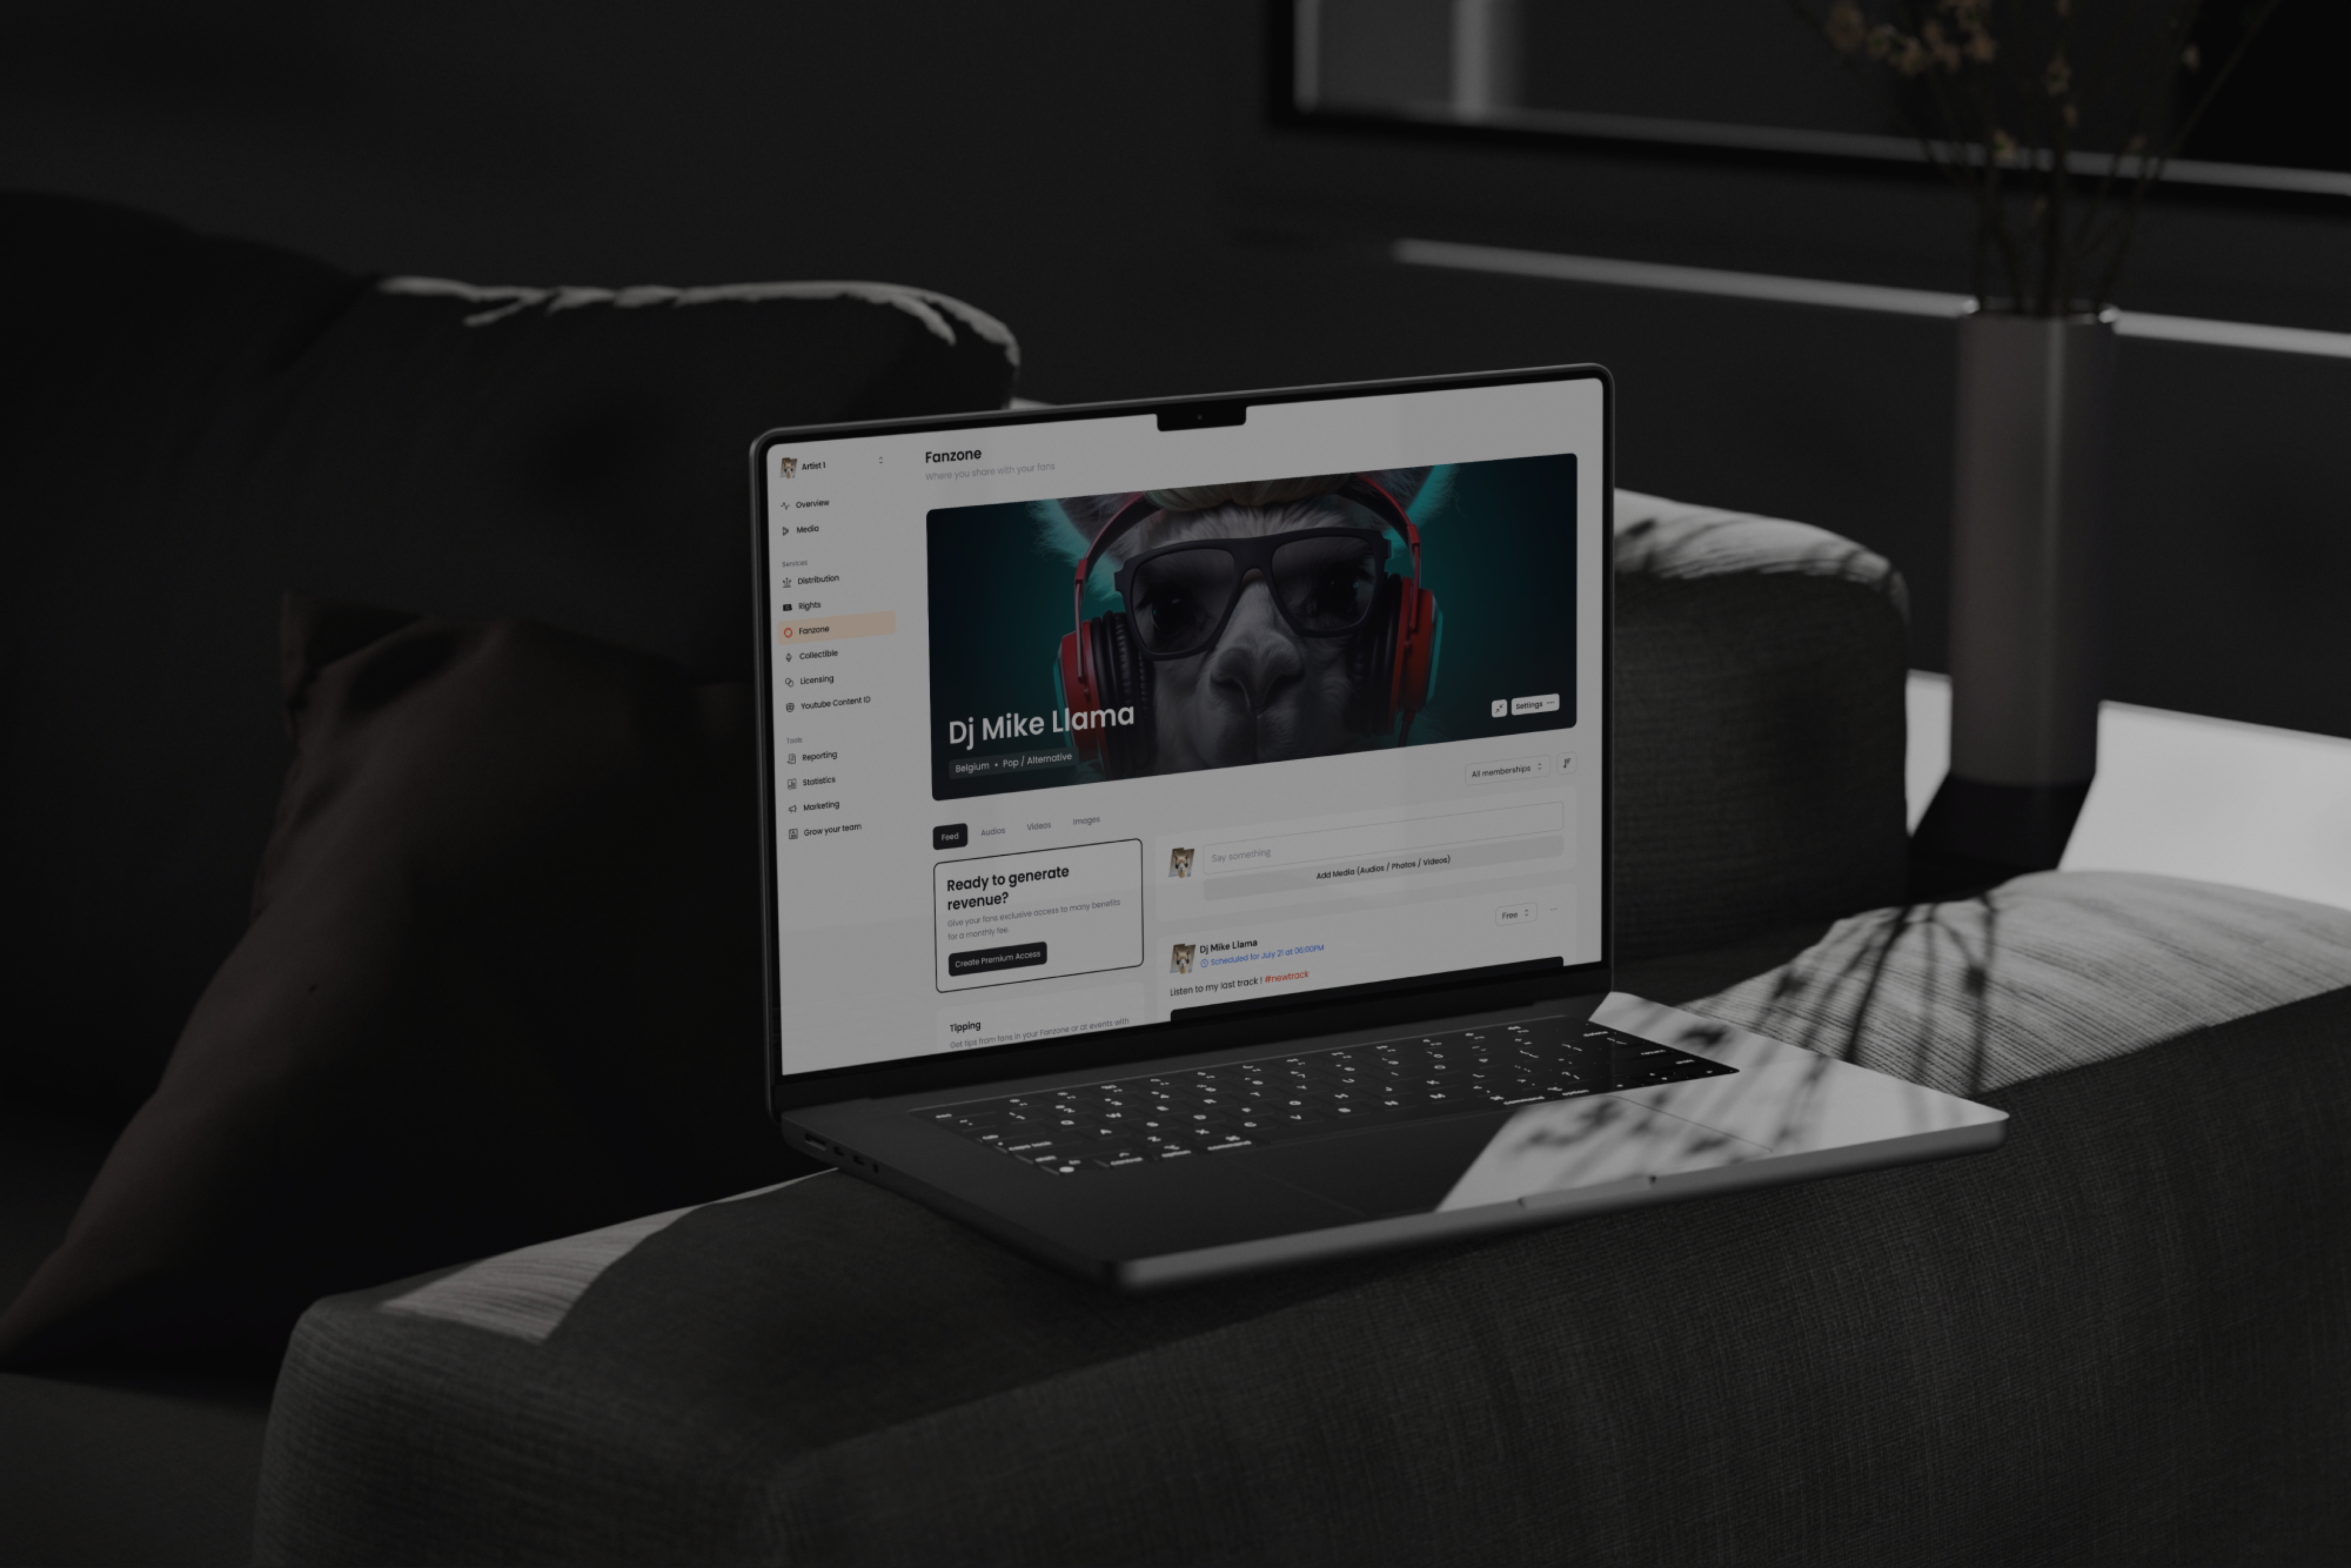 Artist 1
Overview
Media
Services
Distribution
Rights
Fanzone
Collectible
Licensing
Youtube Content ID
Tools
Reporting
Statistics
Marketing
Grow your team
Fanzone
Where you share with your fans
Dj Mike Llama
Belgium • Pop / Alternative
Settings
All memberships
Feed
Audios
Videos
Images
Ready to generate
revenue?
Give your fans exclusive access to many benefits
for a monthly fee.
Create Premium Access
Tipping
Get tips from fans in your Fanzone or at events with
Say something
Add Media (Audios / Photos / Videos)
Free
Dj Mike Llama
Scheduled for July 21 at 06:00PM
Listen to my last track ! #newtrack